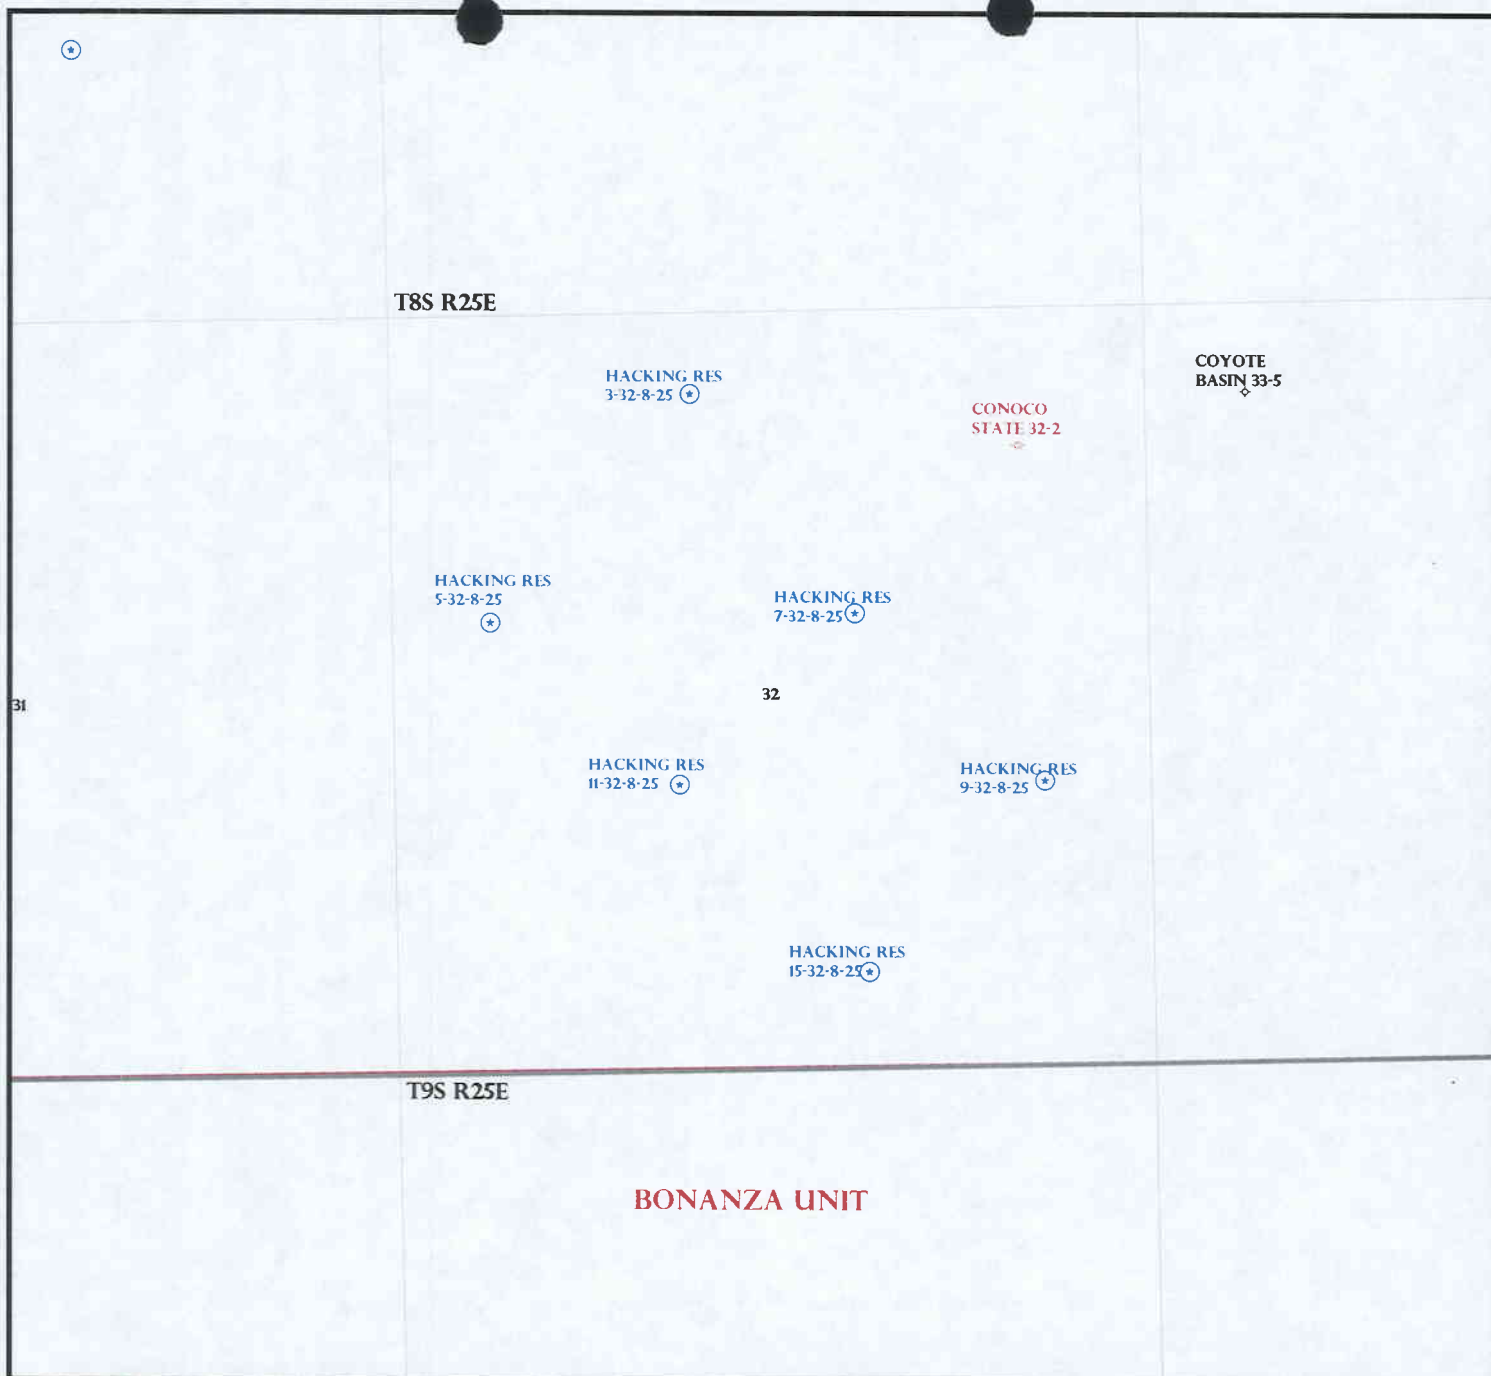 T8S R25E
COYOTE
BASIN 33-5
HACKING RES
3-32-8-25
CONOCO
STATE 32-2
HACKING RES
5-32-8-25
HACKING RES
7-32-8-25
32
31
HACKING RES
11-32-8-25
HACKING RES
9-32-8-25
HACKING RES
15-32-8-25
T9S R25E
BONANZA UNIT